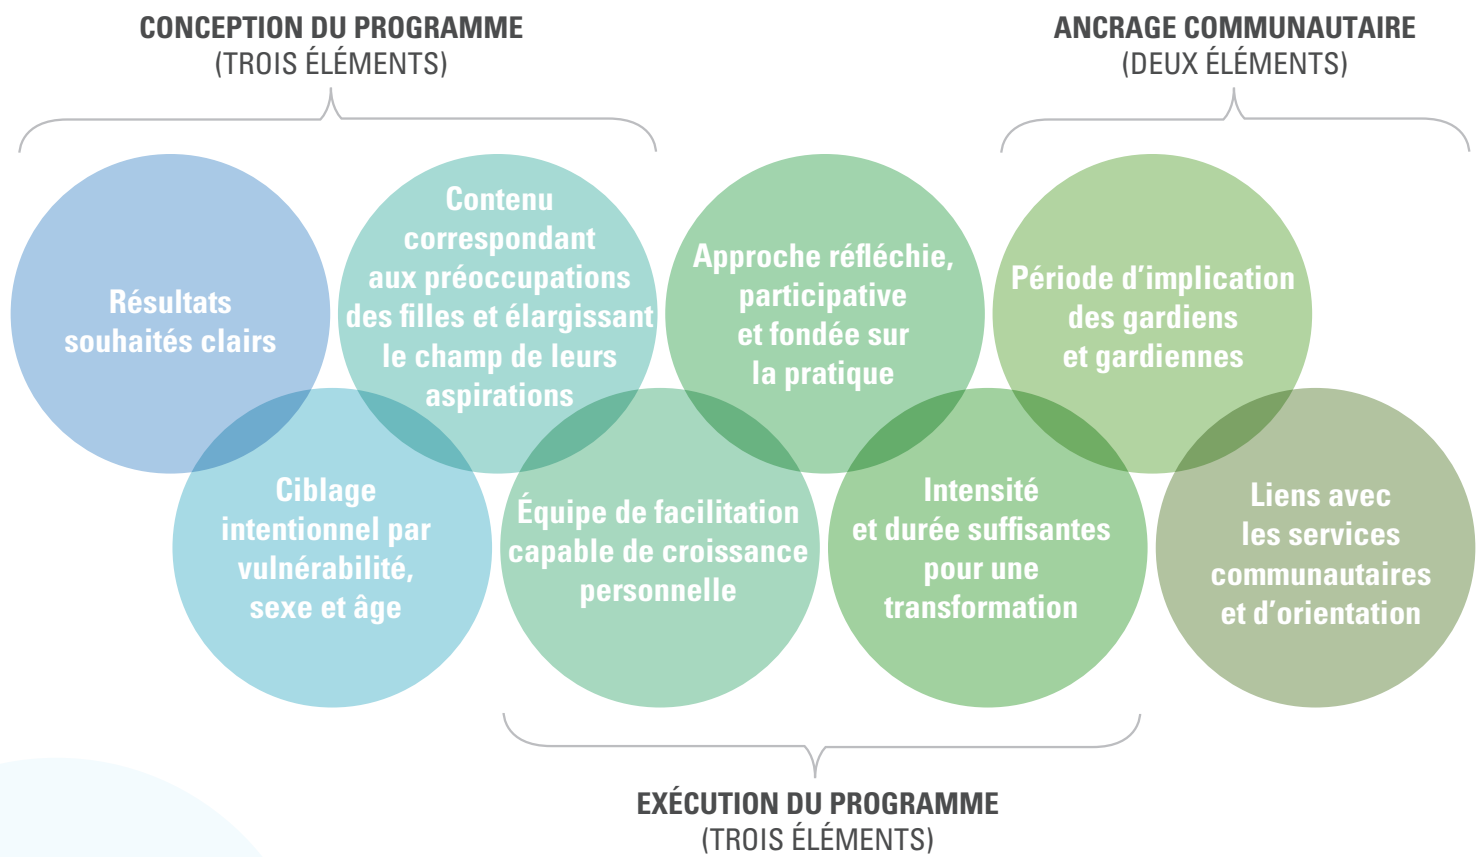 CONCEPTION DU PROGRAMME
(TROIS ÉLÉMENTS)
ANCRAGE COMMUNAUTAIRE
(DEUX ÉLÉMENTS)
Résultats
souhaités clairs
Ciblage
intentionnel par
vulnérabilité,
sexe et âge
Contenu
correspondant
aux préoccupations
des filles et élargissant
le champ de leurs
aspirations
Équipe de facilitation
capable de croissance
personnelle
Approche réfléchie,
participative
et fondée sur
la pratique
Intensité
et durée suffisantes
pour une
transformation
Période d’implication
des gardiens
et gardiennes
Liens avec
les services
communautaires
et d’orientation
EXÉCUTION DU PROGRAMME
(TROIS ÉLÉMENTS)